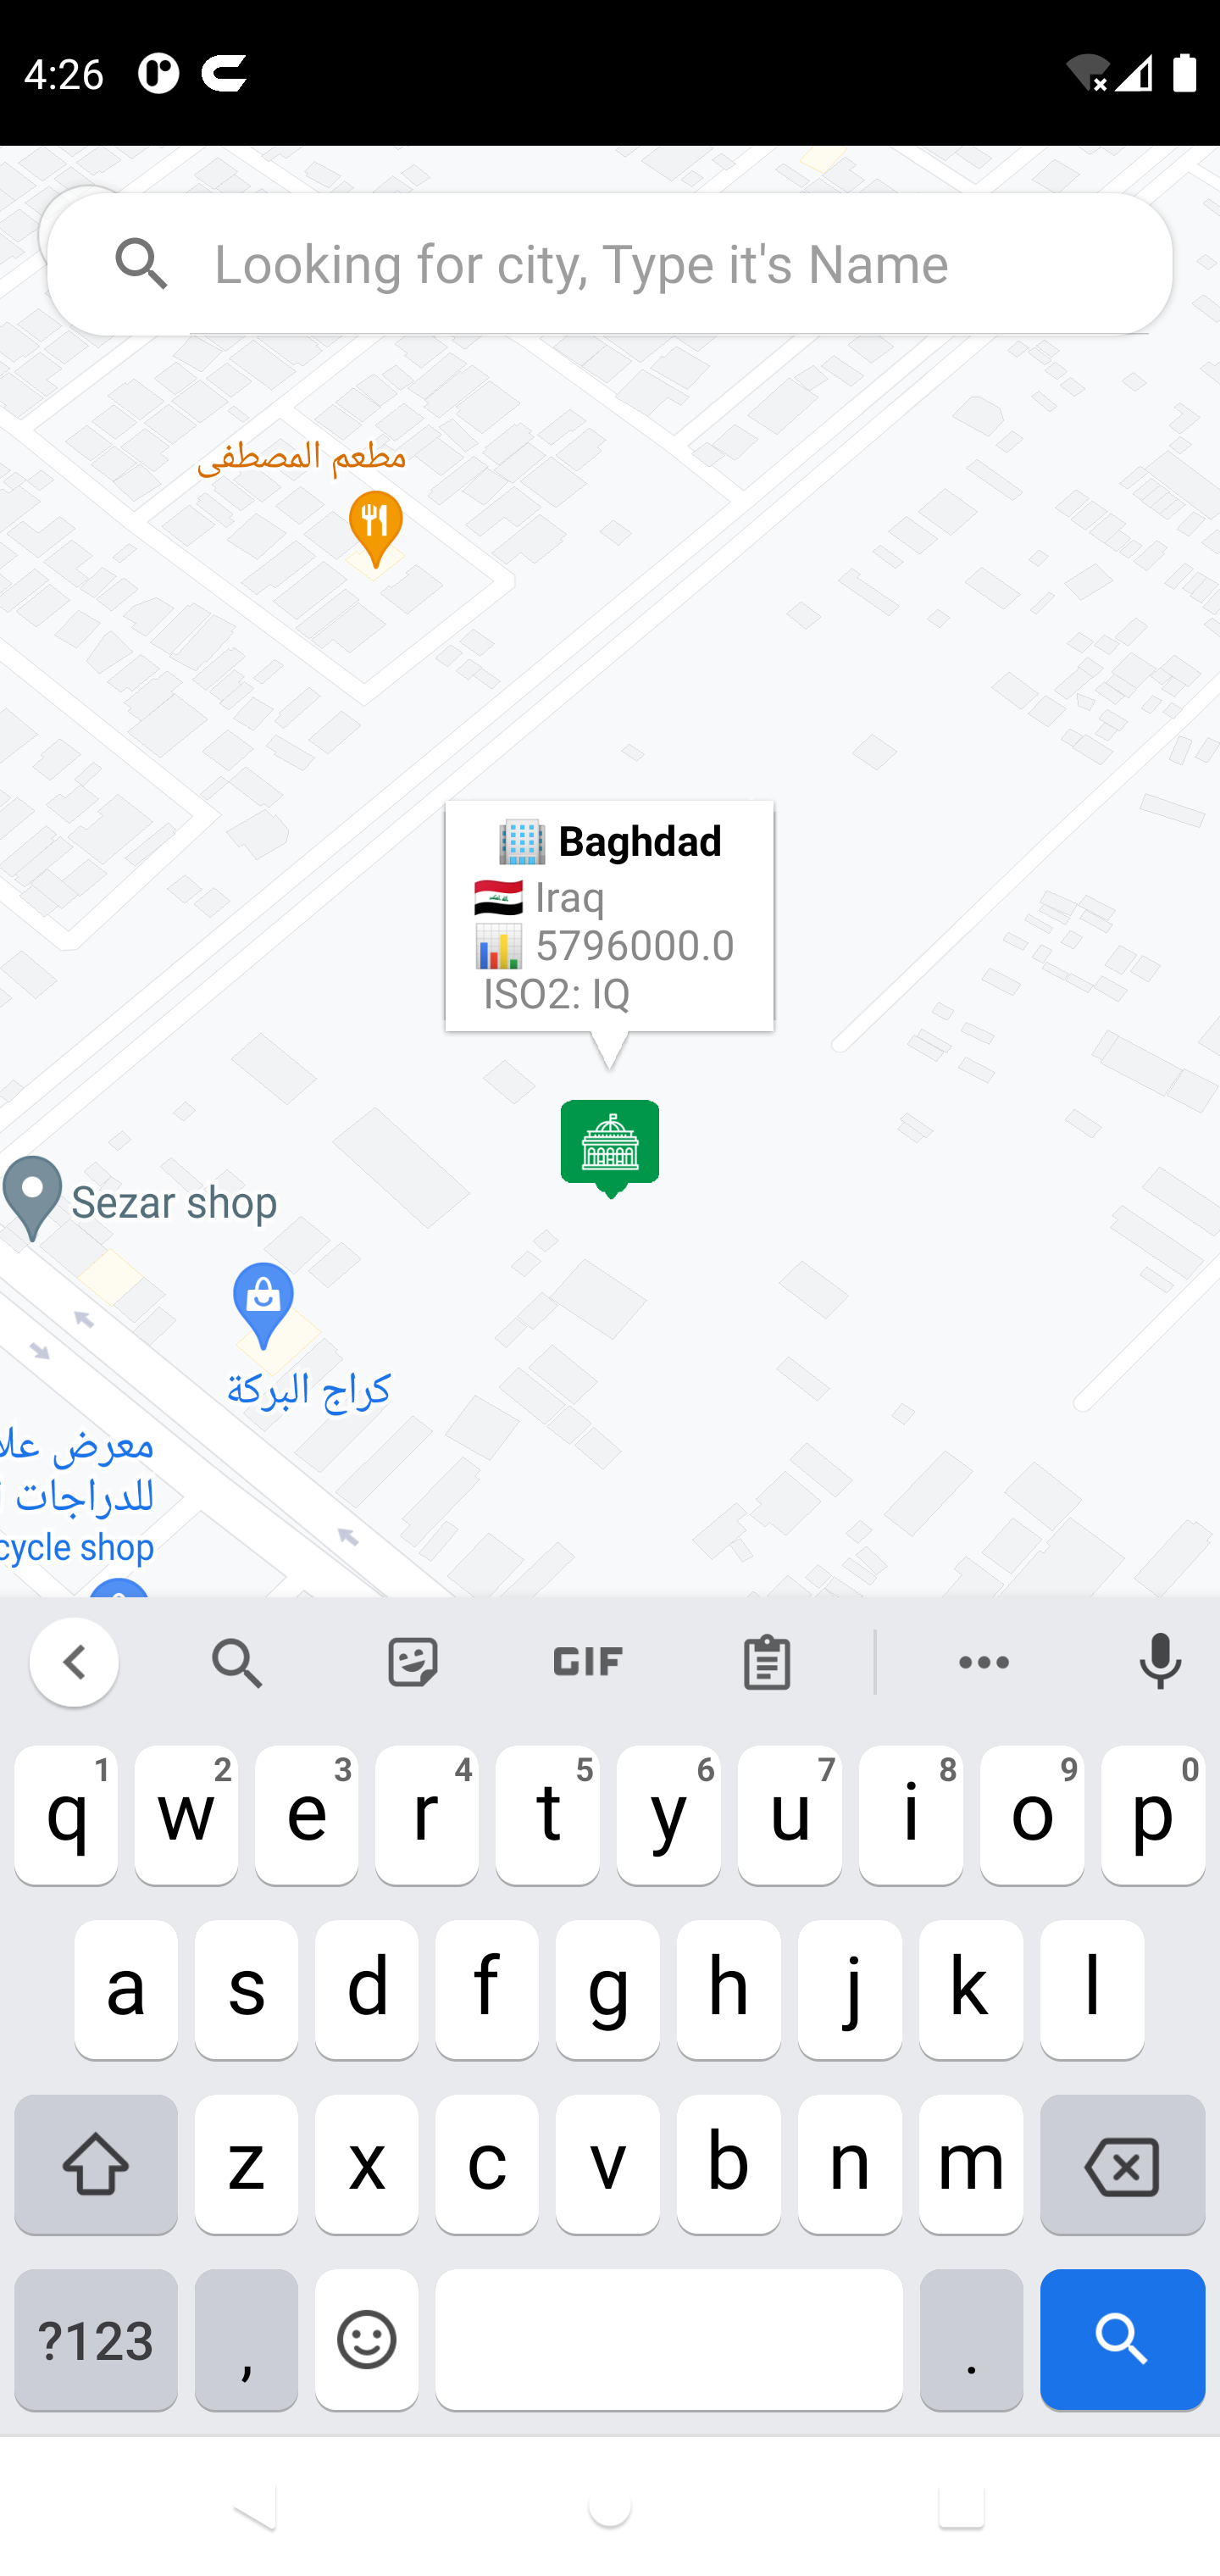 4:26
Looking for city, Type it's Name
مطعم المصطفى
Baghdad
Iraq
5796000.0
ISO2: IQ
Sezar shop
كراج البركة
معرض
للدراجات
cycle shop
GIF
q 1 w 2 e 3 r 4 t 5 y 6 u 7 i 8 o 9 p 0
a s d f g h j k l
z x c v b n m
?123 , .